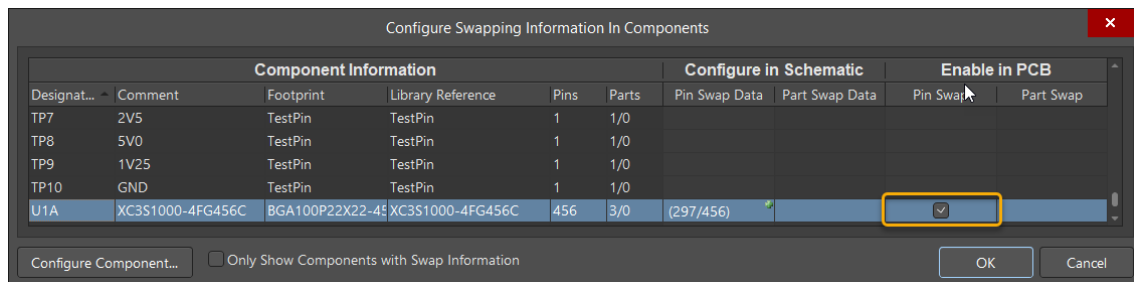 Configure Swapping Information In Components
Component Information Configure in Schematic Enable in PCB
Designat... Comment Footprint Library Reference Pins Parts Pin Swap Data Part Swap Data Pin Swap Part Swap
TP7 2V5 TestPin TestPin 1 1/0
TP8 5V0 TestPin TestPin 1 1/0
TP9 1V25 TestPin TestPin 1 1/0
TP10 GND TestPin TestPin 1 1/0
U1A XC3S1000-4FG456C BGA100P22X22-45 XC3S1000-4FG456C 456 3/0 (297/456)
Configure Component... Only Show Components with Swap Information OK Cancel